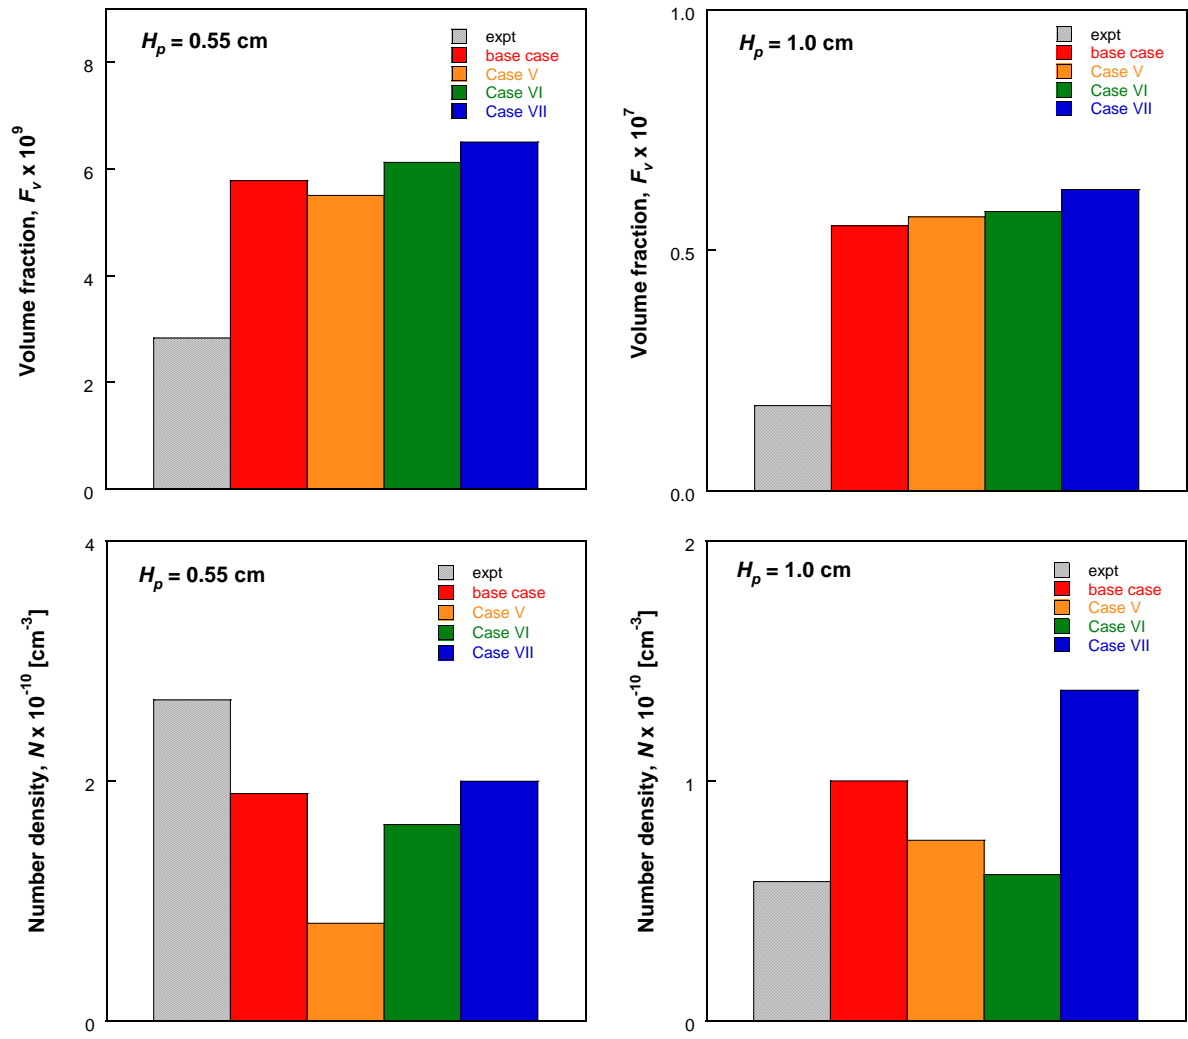 H_p = 0.55 cm
expt
base case
Case V
Case VI
Case VII
8
6
4
2
0
Volume fraction, F_v x 10^9
H_p = 1.0 cm
expt
base case
Case V
Case VI
Case VII
1.0
0.5
0.0
Volume fraction, F_v x 10^7
H_p = 0.55 cm
expt
base case
Case V
Case VI
Case VII
4
2
0
Number density, N x 10^-10 [cm^-3]
H_p = 1.0 cm
expt
base case
Case V
Case VI
Case VII
2
1
0
Number density, N x 10^-10 [cm^-3]